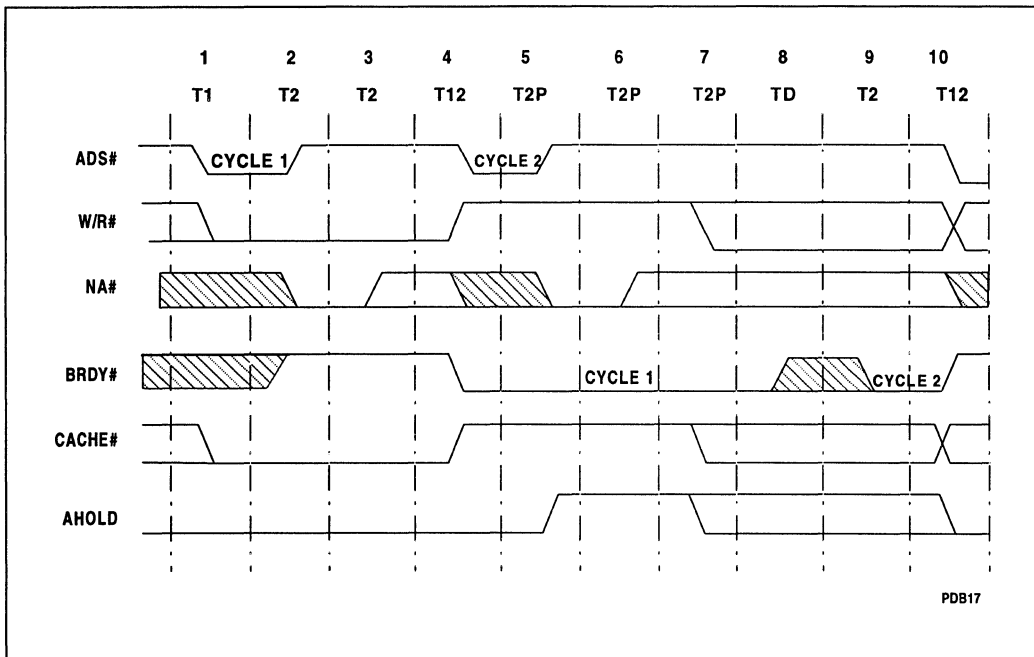 1 2 3 4 5 6 7 8 9 10
T1 T2 T2 T12 T2P T2P T2P TD T2 T12
ADS# CYCLE 1 CYCLE 2
W/R#
NA#
BRDY# CYCLE 1 CYCLE 2
CACHE#
AHOLD
PDB17